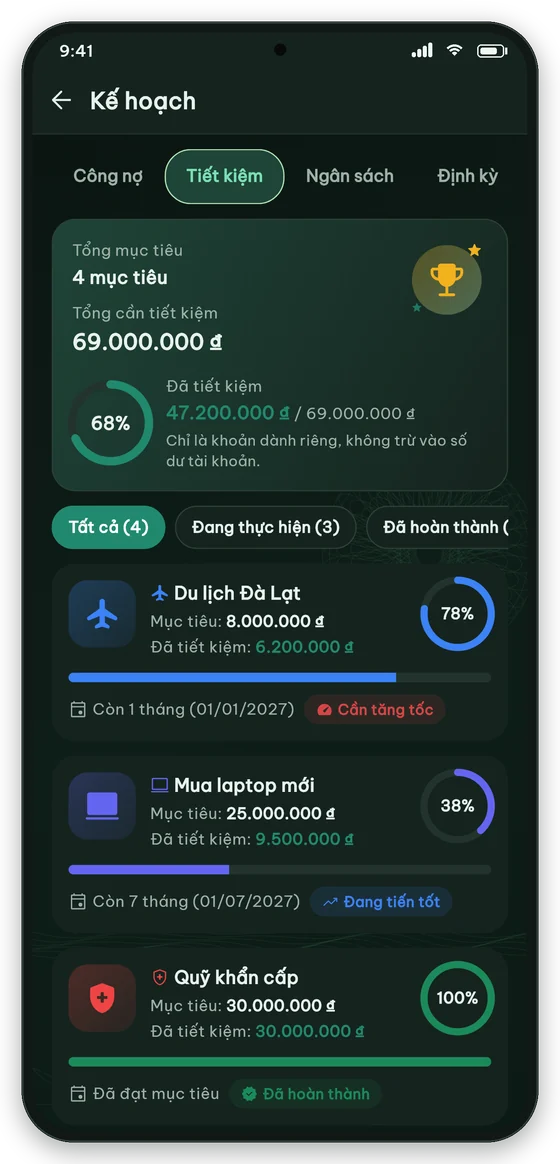 9:41
Kế hoạch
Công nợ Tiết kiệm Ngân sách Định kỳ
Tổng mục tiêu
4 mục tiêu
Tổng cần tiết kiệm
69.000.000 ₫
68%
Đã tiết kiệm
47.200.000 ₫ / 69.000.000 ₫
Chỉ là khoản dành riêng, không trừ vào số
dư tài khoản.
Tất cả (4) Đang thực hiện (3) Đã hoàn thành (
Du lịch Đà Lạt
Mục tiêu: 8.000.000 ₫
Đã tiết kiệm: 6.200.000 ₫
78%
Còn 1 tháng (01/01/2027) Cần tăng tốc
Mua laptop mới
Mục tiêu: 25.000.000 ₫
Đã tiết kiệm: 9.500.000 ₫
38%
Còn 7 tháng (01/07/2027) Đang tiến tốt
Quỹ khẩn cấp
Mục tiêu: 30.000.000 ₫
Đã tiết kiệm: 30.000.000 ₫
100%
Đã đạt mục tiêu Đã hoàn thành